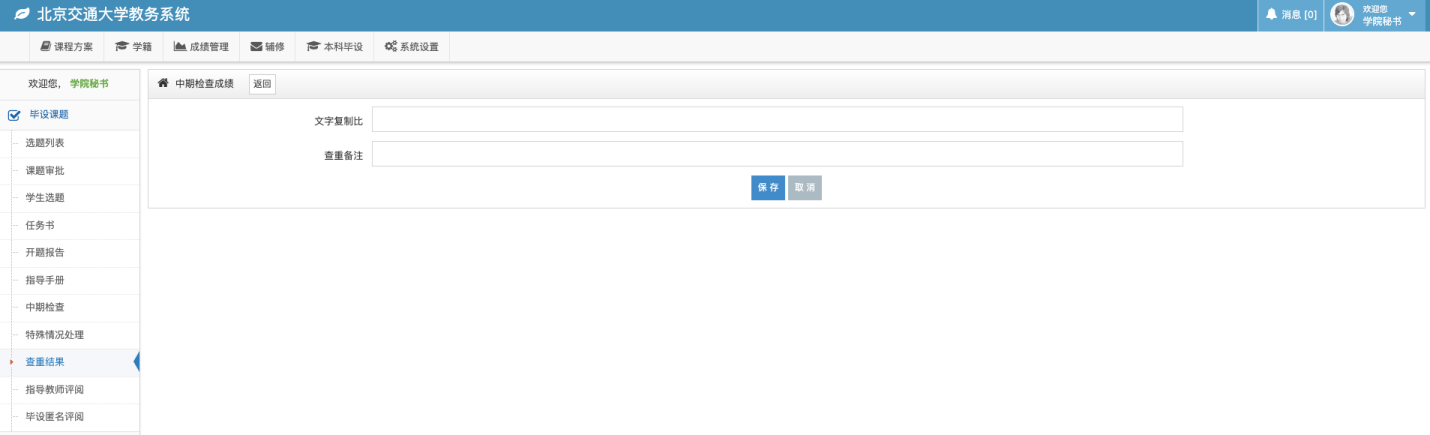 北京交通大学教务系统
消息 [0]
欢迎您
学院秘书
课程方案 学籍 成绩管理 辅修 本科毕设 系统设置
欢迎您, 学院秘书
毕设课题
选题列表
课题审批
学生选题
任务书
开题报告
指导手册
中期检查
特殊情况处理
查重结果
指导教师评阅
毕设匿名评阅
中期检查成绩 返回
文字复制比
查重备注
保存 取消